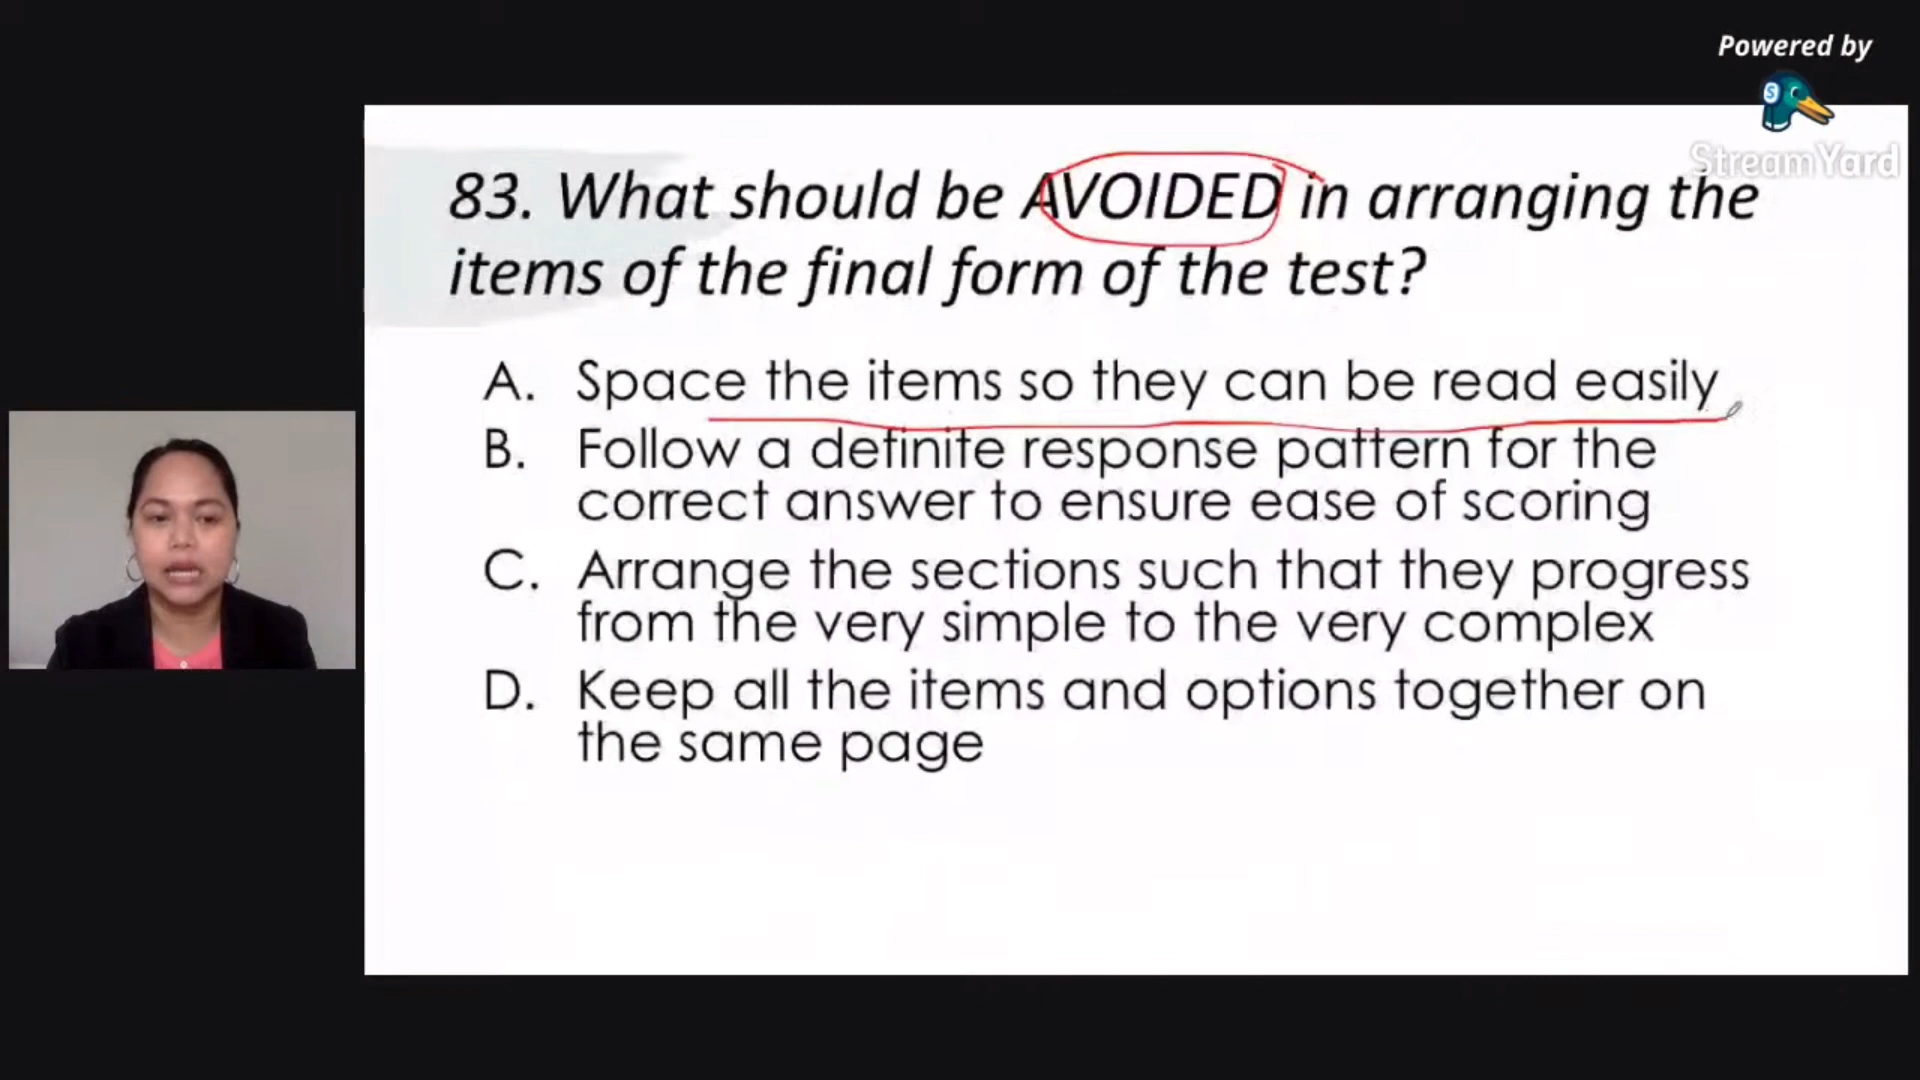 Powered by
StreamYard
83. What should be AVOIDED in arranging the
items of the final form of the test?
A. Space the items so they can be read easily
B. Follow a definite response pattern for the
correct answer to ensure ease of scoring
C. Arrange the sections such that they progress
from the very simple to the very complex
D. Keep all the items and options together on
the same page